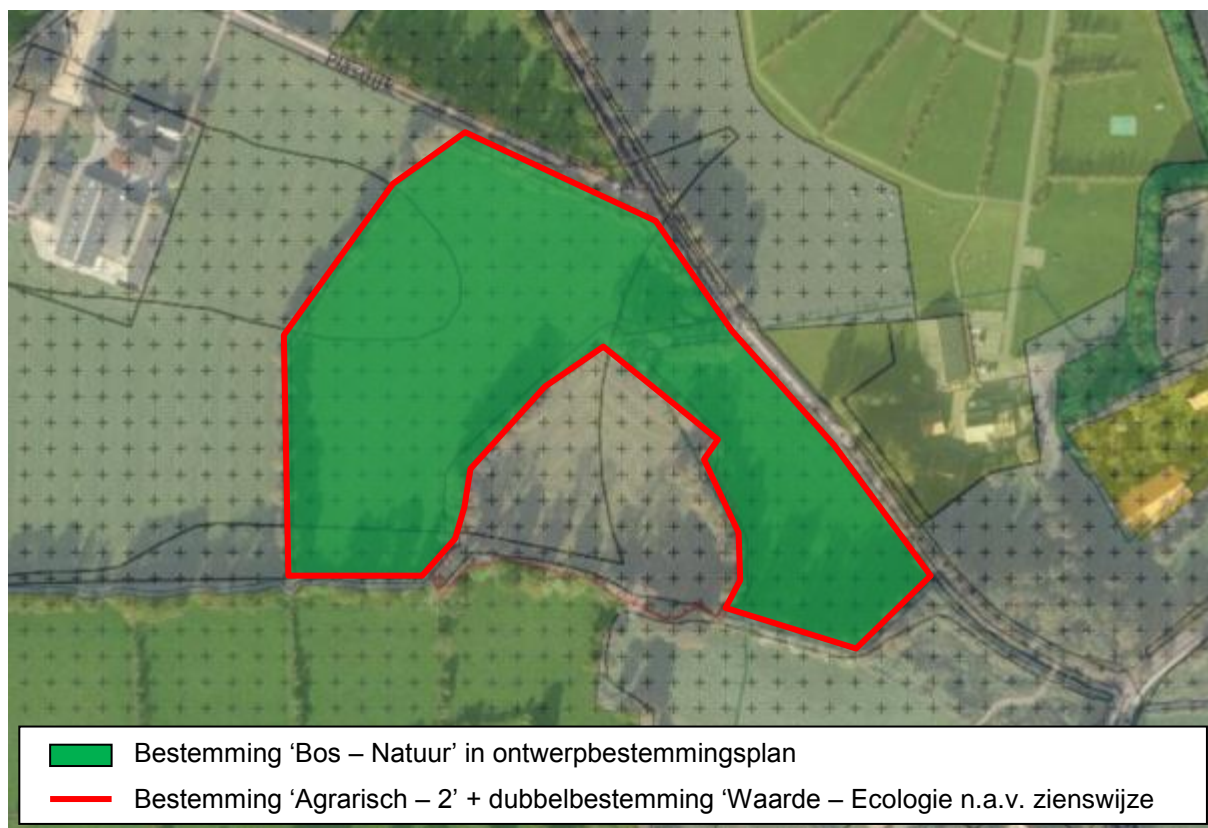 Bestemming ‘Bos – Natuur’ in ontwerpbestemmingsplan
Bestemming ‘Agrarisch – 2’ + dubbelbestemming ‘Waarde – Ecologie n.a.v. zienswijze